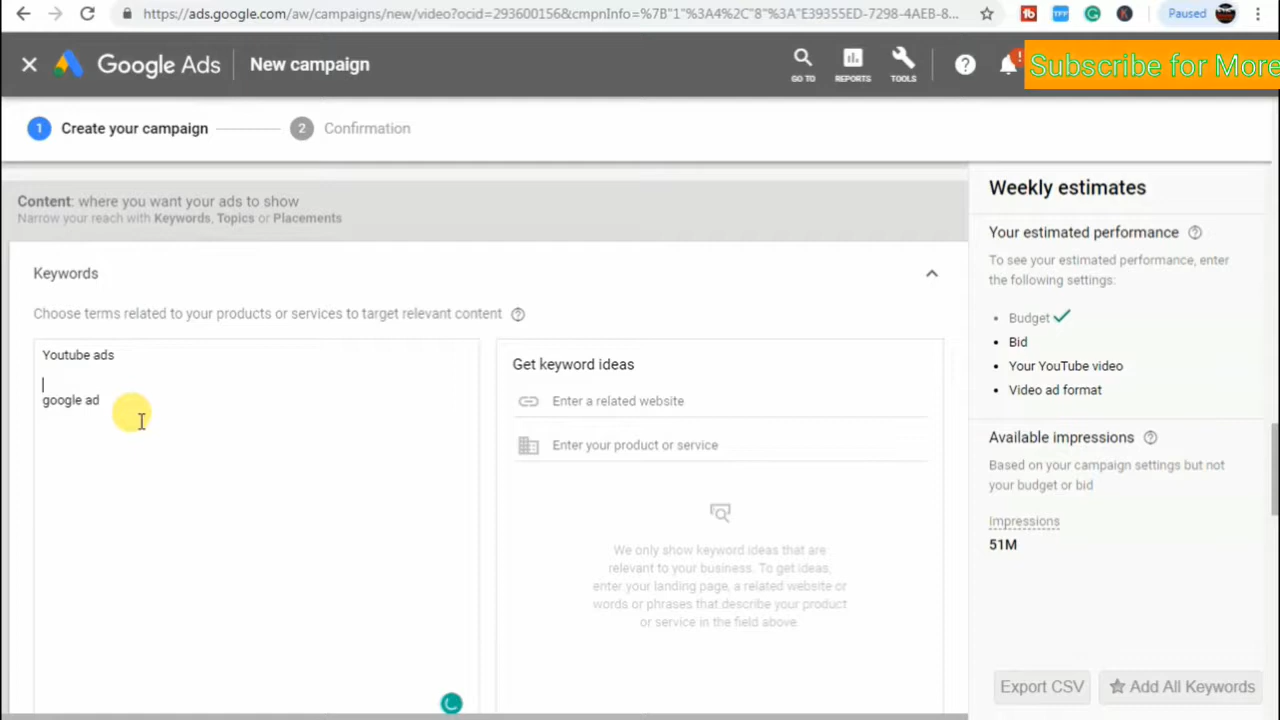 https://ads.google.com/aw/campaigns/new/video?ocid=293600156&cmpnInfo=%7B"1"%3A4%2C"8"%3A"E39355ED-7298-4AEB-8...
Paused
Google Ads
New campaign
GO TO
REPORTS
TOOLS
Subscribe for More
1
Create your campaign
2
Confirmation
Content: where you want your ads to show
Narrow your reach with Keywords, Topics or Placements
Keywords
Choose terms related to your products or services to target relevant content
Youtube ads
google ad
Get keyword ideas
Enter a related website
Enter your product or service
We only show keyword ideas that are
relevant to your business. To get ideas,
enter your landing page, a related website or
words or phrases that describe your product
or service in the field above.
Weekly estimates
Your estimated performance
To see your estimated performance, enter
the following settings:
• Budget
• Bid
• Your YouTube video
• Video ad format
Available impressions
Based on your campaign settings but not
your budget or bid
Impressions
51M
Export CSV
Add All Keywords